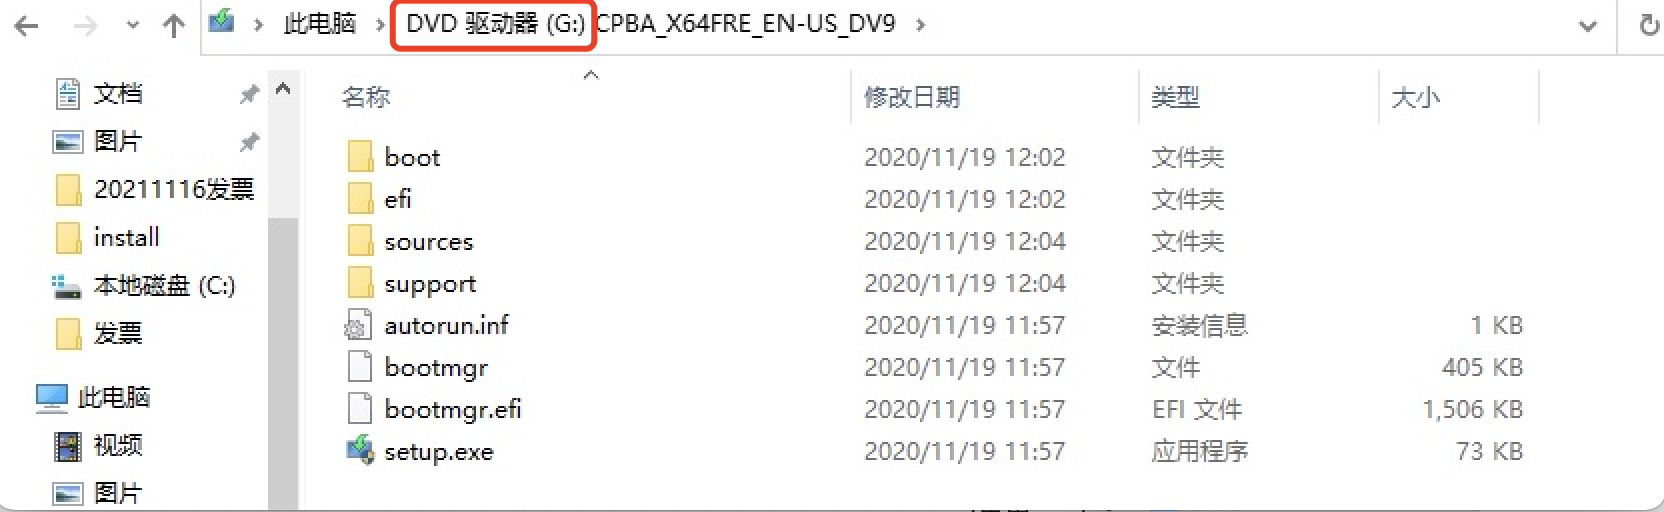 此电脑 DVD 驱动器 (G:) CPBA_X64FRE_EN-US_DV9
文档
图片
20211116发票
install
本地磁盘 (C:)
发票
此电脑
视频
图片
名称 修改日期 类型 大小
boot 2020/11/19 12:02 文件夹
efi 2020/11/19 12:02 文件夹
sources 2020/11/19 12:04 文件夹
support 2020/11/19 12:04 文件夹
autorun.inf 2020/11/19 11:57 安装信息 1 KB
bootmgr 2020/11/19 11:57 文件 405 KB
bootmgr.efi 2020/11/19 11:57 EFI 文件 1,506 KB
setup.exe 2020/11/19 11:57 应用程序 73 KB